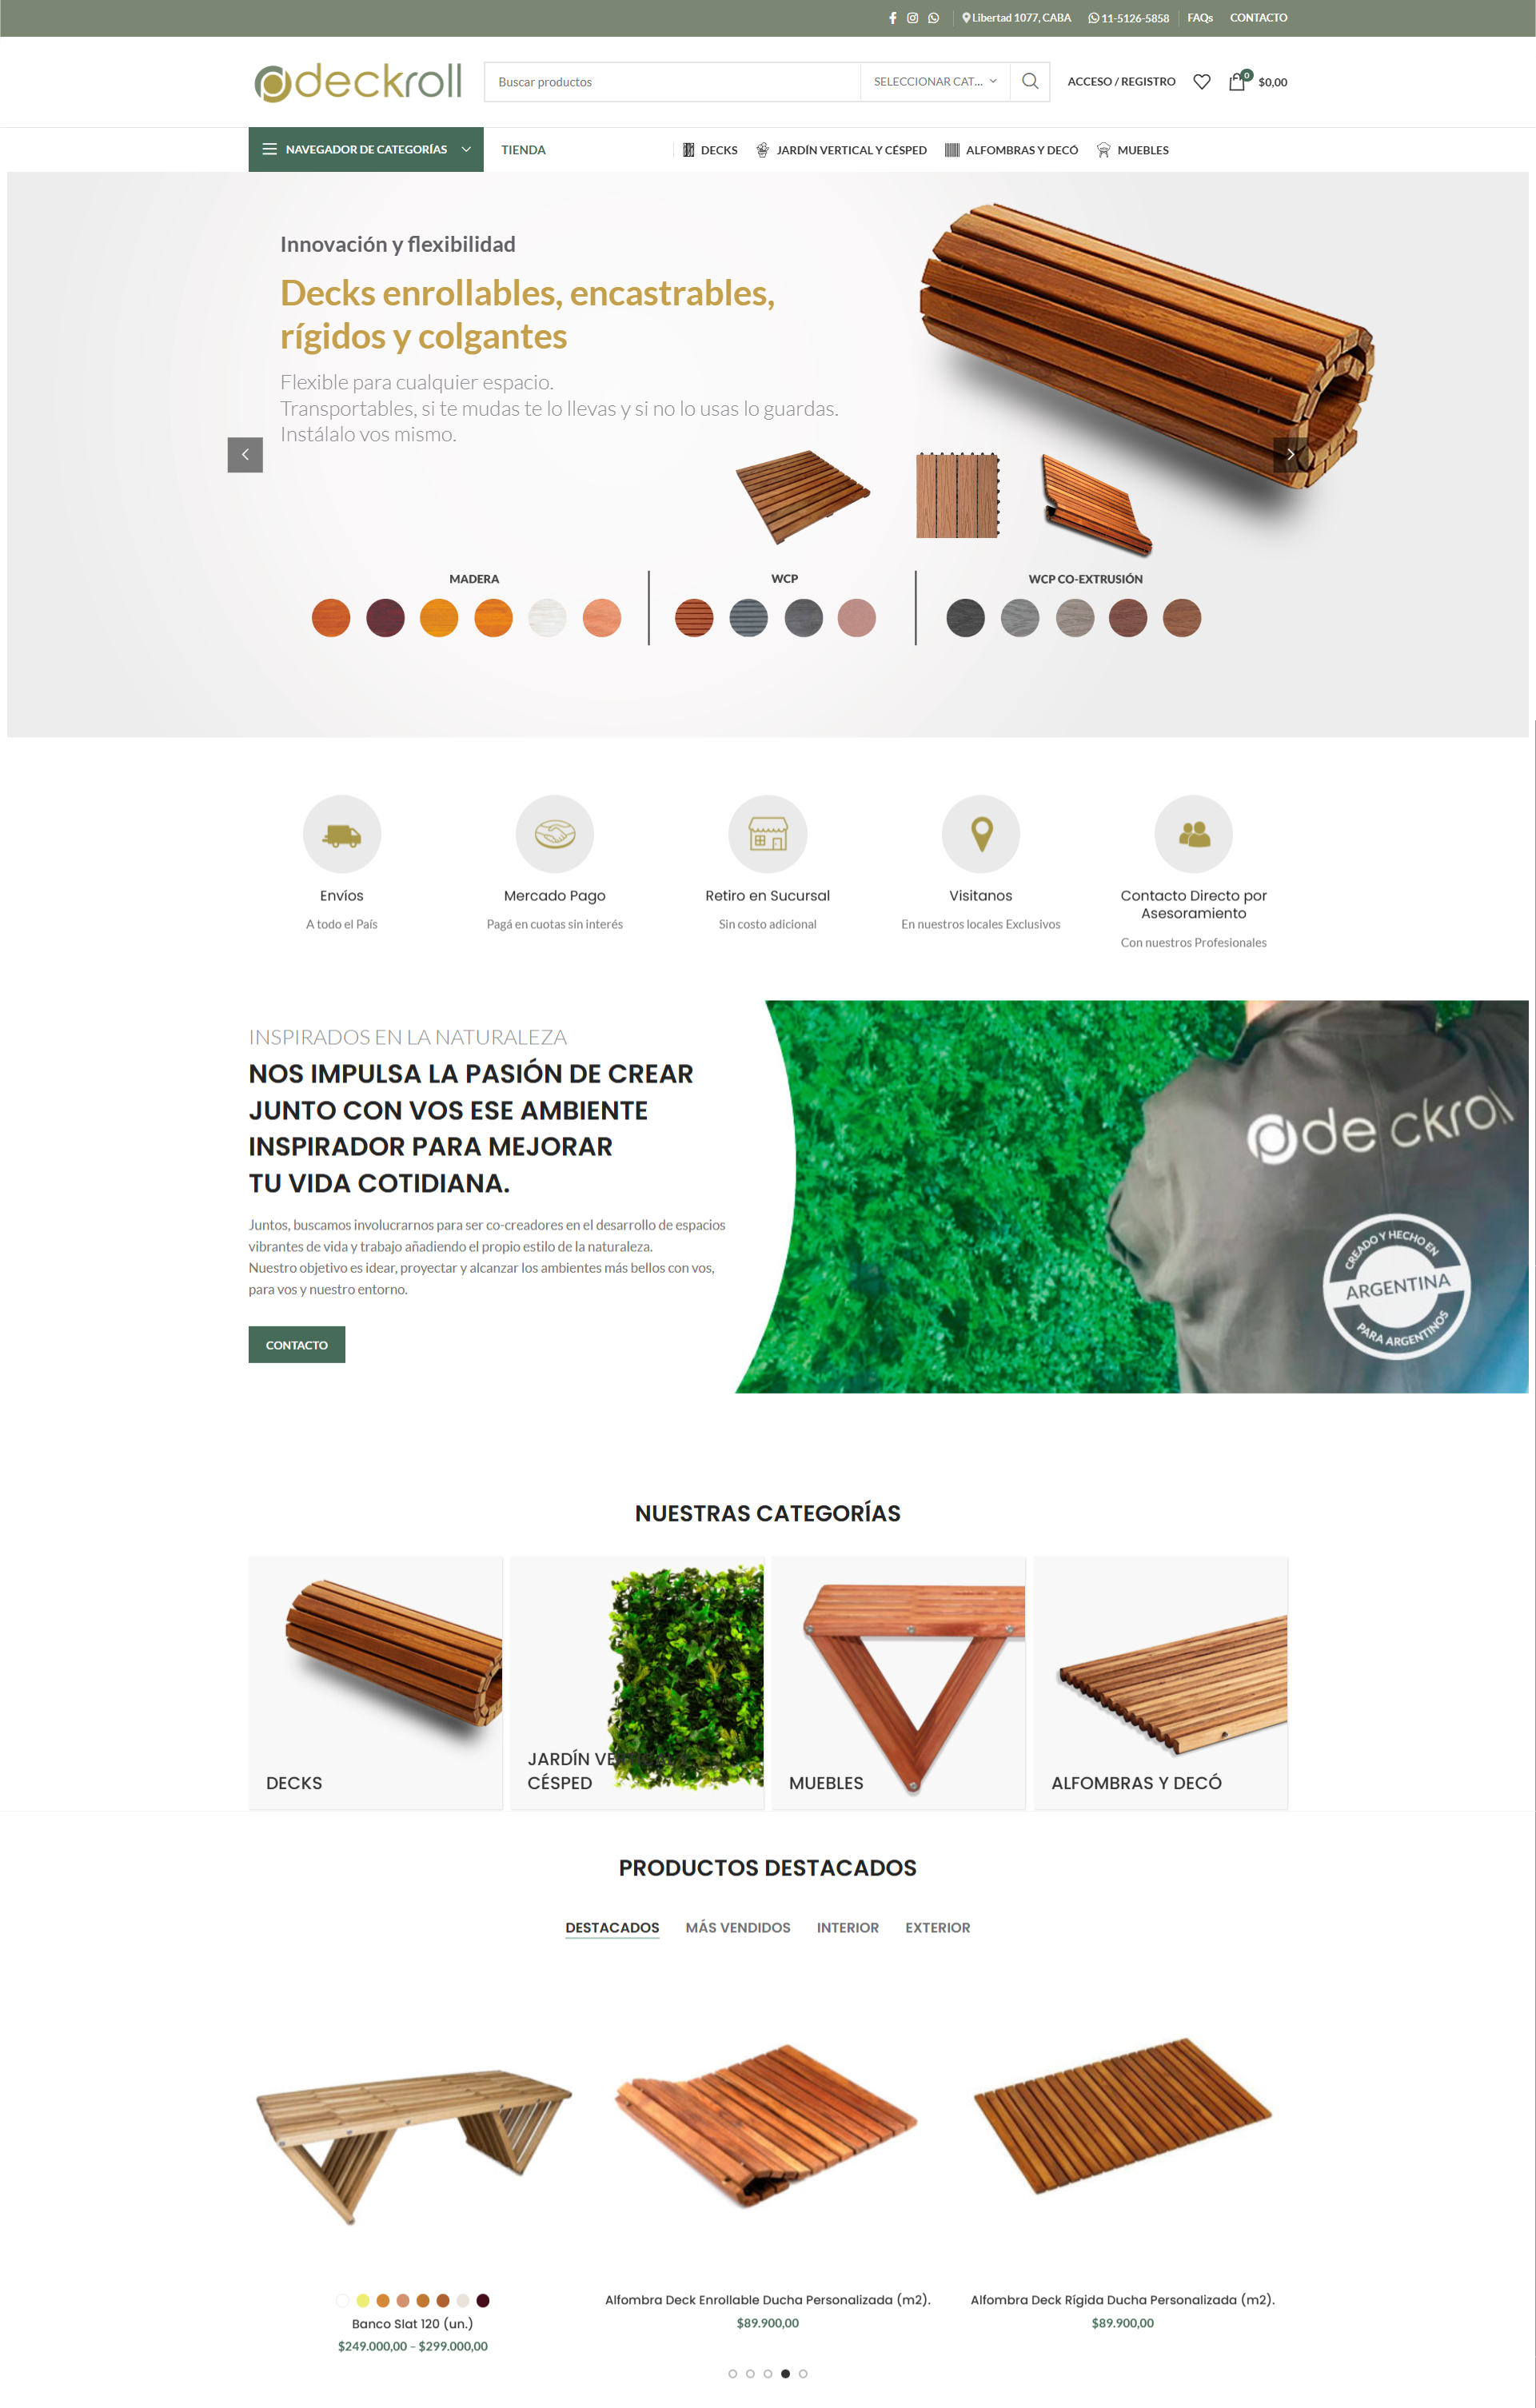 Libertad 1077, CABA 11-5126-5858 FAQs CONTACTO
deckroll
Buscar productos SELECCIONAR CAT... ACCESO / REGISTRO 0 $0,00
NAVEGADOR DE CATEGORÍAS TIENDA DECKS JARDÍN VERTICAL Y CÉSPED ALFOMBRAS Y DECÓ MUEBLES
Innovación y flexibilidad
Decks enrollables, encastrables,
rígidos y colgantes
Flexible para cualquier espacio.
Transportables, si te mudas te lo llevas y si no lo usas lo guardas.
Instálalo vos mismo.
MADERA WCP WCP CO-EXTRUSIÓN
Envíos
A todo el País
Mercado Pago
Pagá en cuotas sin interés
Retiro en Sucursal
Sin costo adicional
Visitanos
En nuestros locales Exclusivos
Contacto Directo por
Asesoramiento
Con nuestros Profesionales
INSPIRADOS EN LA NATURALEZA
NOS IMPULSA LA PASIÓN DE CREAR
JUNTO CON VOS ESE AMBIENTE
INSPIRADOR PARA MEJORAR
TU VIDA COTIDIANA.
Juntos, buscamos involucrarnos para ser co-creadores en el desarrollo de espacios
vibrantes de vida y trabajo añadiendo el propio estilo de la naturaleza.
Nuestro objetivo es idear, proyectar y alcanzar los ambientes más bellos con vos,
para vos y nuestro entorno.
CONTACTO
deckroll
CREADO Y HECHO EN
ARGENTINA
PARA ARGENTINOS
NUESTRAS CATEGORÍAS
DECKS
JARDÍN VERTICAL Y
CÉSPED
MUEBLES
ALFOMBRAS Y DECÓ
PRODUCTOS DESTACADOS
DESTACADOS MÁS VENDIDOS INTERIOR EXTERIOR
Banco Slat 120 (un.)
$249.000,00 – $299.000,00
Alfombra Deck Enrollable Ducha Personalizada (m2).
$89.900,00
Alfombra Deck Rígida Ducha Personalizada (m2).
$89.900,00